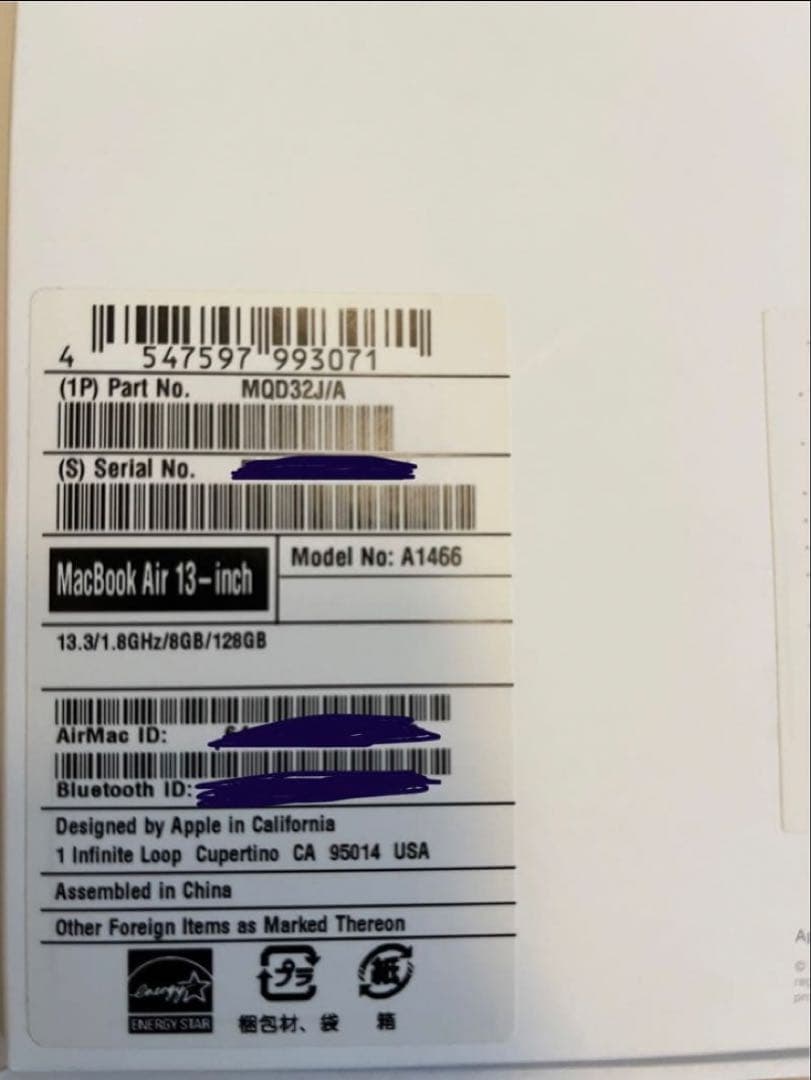 4 547597 993071
(1P) Part No. MQD32J/A
(S) Serial No.
MacBook Air 13-inch
Model No: A1466
13.3/1.8GHz/8GB/128GB
AirMac ID:
Bluetooth ID:
Designed by Apple in California
1 Infinite Loop Cupertino CA 95014 USA
Assembled in China
Other Foreign Items as Marked Thereon
energy
ENERGY STAR
プラ
紙
梱包材、袋
箱